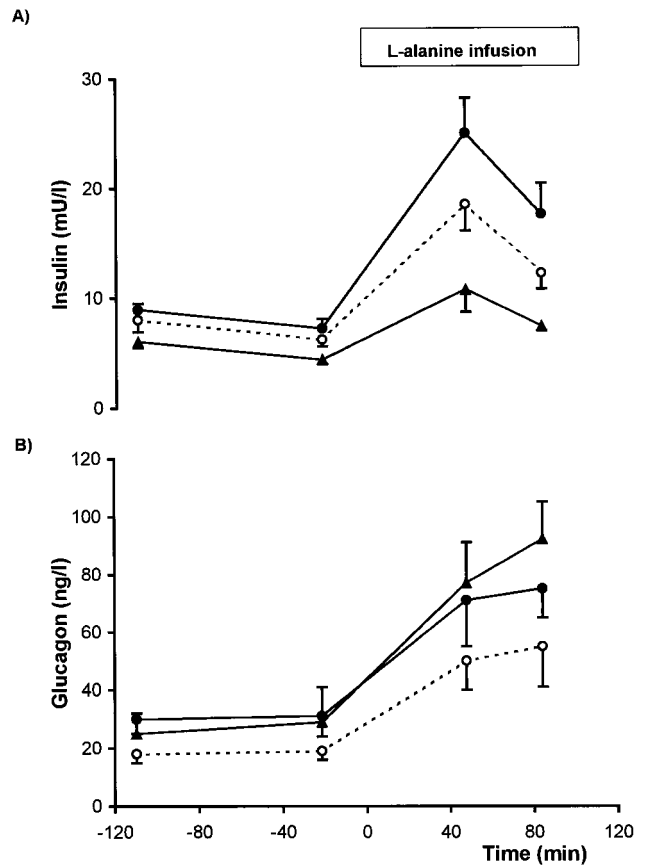 A)
L-alanine infusion
30
20
10
0
Insulin (mU/l)
B)
120
100
80
60
40
20
0
Glucagon (ng/l)
-120 -80 -40 0 40 80 120
Time (min)